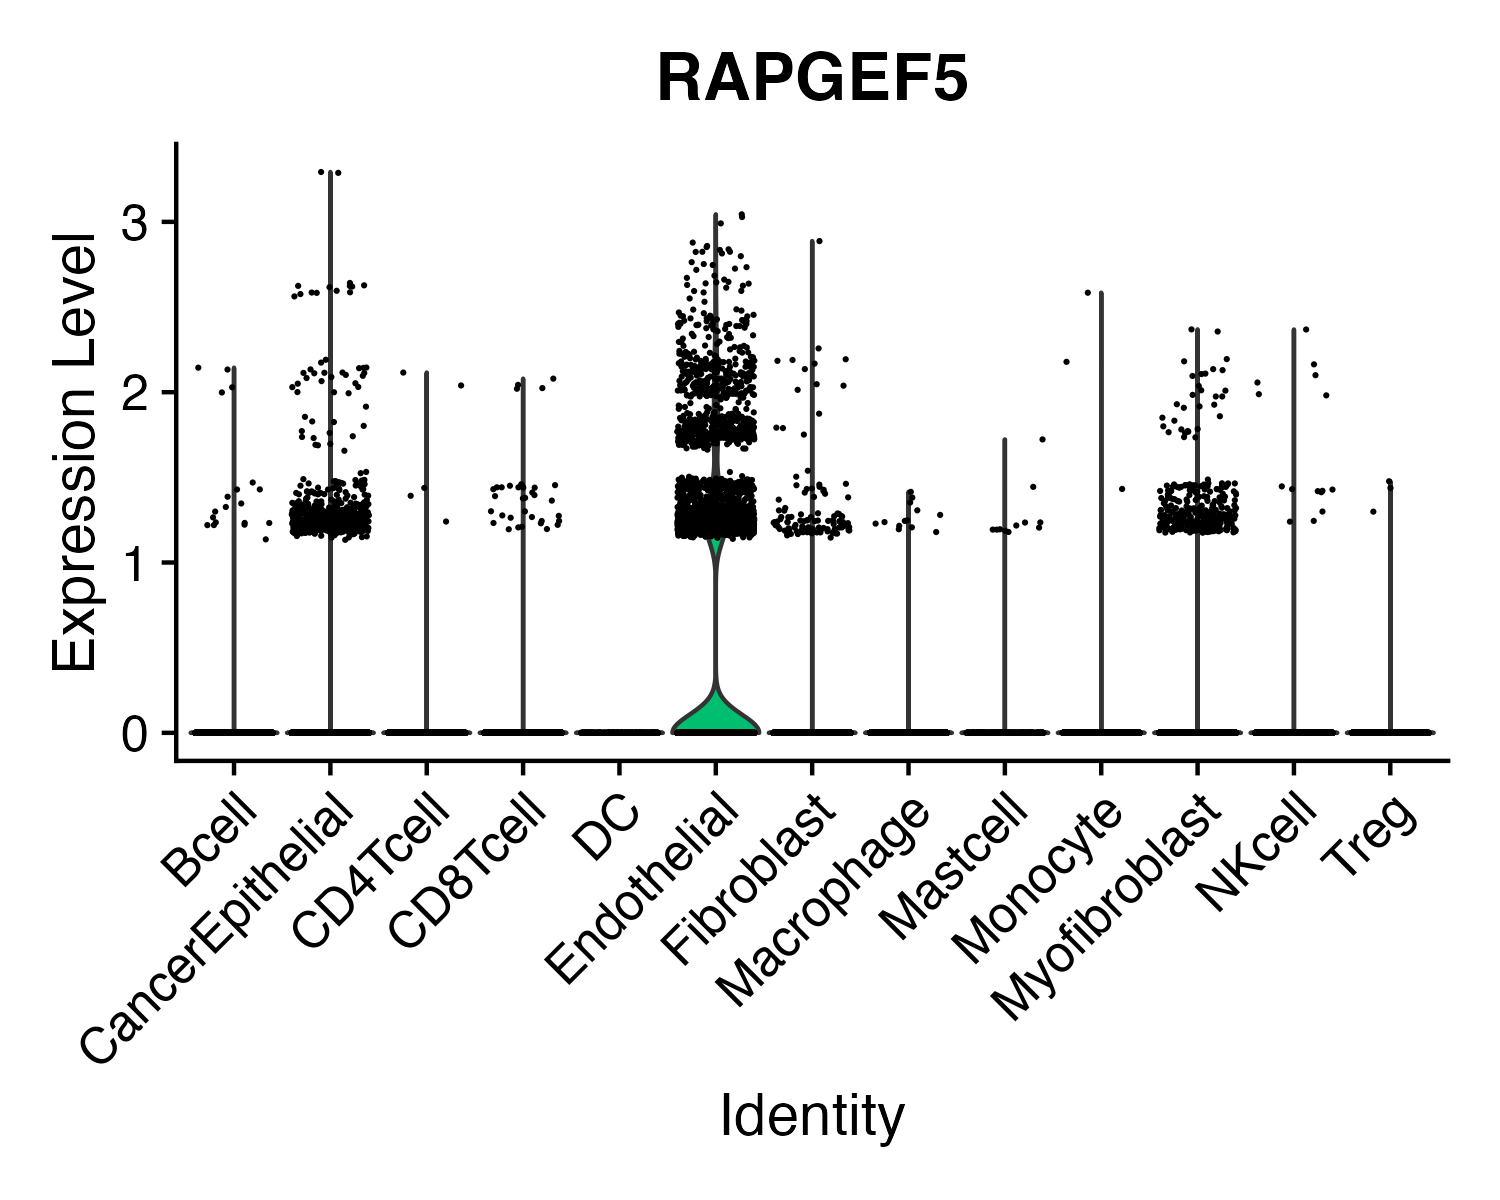 RAPGEF5
Expression Level
3
2
1
0
Bcell
CancerEpithelial
CD4Tcell
CD8Tcell
DC
Endothelial
Fibroblast
Macrophage
Mastcell
Monocyte
Myofibroblast
NKcell
Treg
Identity